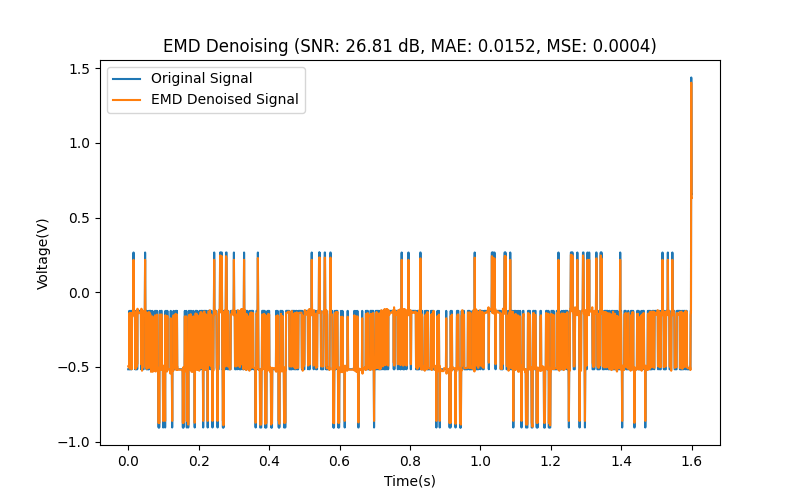 EMD Denoising (SNR: 26.81 dB, MAE: 0.0152, MSE: 0.0004)
Original Signal
EMD Denoised Signal
Voltage(V)
1.5
1.0
0.5
0.0
−0.5
−1.0
0.0 0.2 0.4 0.6 0.8 1.0 1.2 1.4 1.6
Time(s)